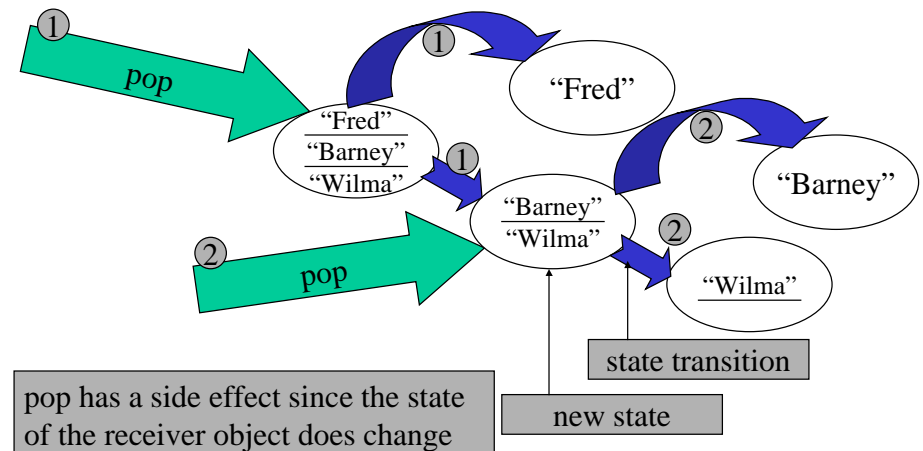 1
pop
1
“Fred”
“Fred”
“Barney”
“Wilma”
1
2
“Barney”
“Barney”
“Wilma”
2
2
pop
“Wilma”
state transition
new state
pop has a side effect since the state
of the receiver object does change